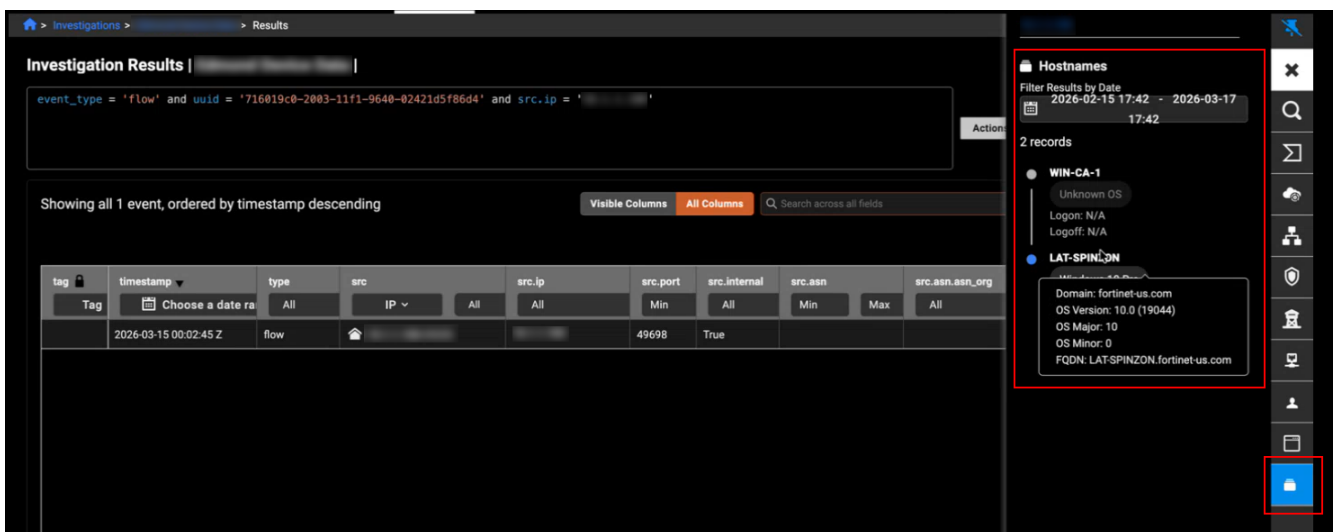 > Investigations > > Results
Investigation Results | |
event_type = 'flow' and uuid = '716019c0-2003-11f1-9640-02421d5f86d4' and src.ip = ' '
Action
Showing all 1 event, ordered by timestamp descending
Visible Columns All Columns Search across all fields
tag timestamp type src src.ip src.port src.internal src.asn src.asn.asn_org
Tag Choose a date ra All IP All All Min All Min Max All
2026-03-15 00:02:45 Z flow 49698 True
Hostnames
Filter Results by Date
2026-02-15 17:42 - 2026-03-17
17:42
2 records
WIN-CA-1
Unknown OS
Logon: N/A
Logoff: N/A
LAT-SPINZON
Domain: fortinet-us.com
OS Version: 10.0 (19044)
OS Major: 10
OS Minor: 0
FQDN: LAT-SPINZON.fortinet-us.com